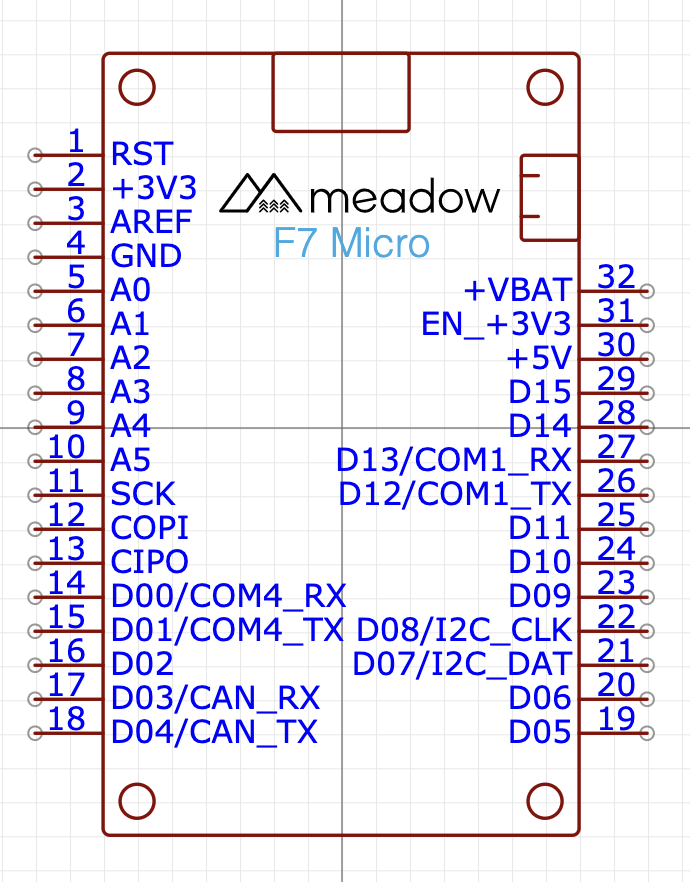 meadow
F7 Micro
1 RST
2 +3V3
3 AREF
4 GND
5 A0
6 A1
7 A2
8 A3
9 A4
10 A5
11 SCK
12 COPI
13 CIPO
14 D00/COM4_RX
15 D01/COM4_TX
16 D02
17 D03/CAN_RX
18 D04/CAN_TX
+VBAT 32
EN_+3V3 31
+5V 30
D15 29
D14 28
D13/COM1_RX 27
D12/COM1_TX 26
D11 25
D10 24
D09 23
D08/I2C_CLK 22
D07/I2C_DAT 21
D06 20
D05 19